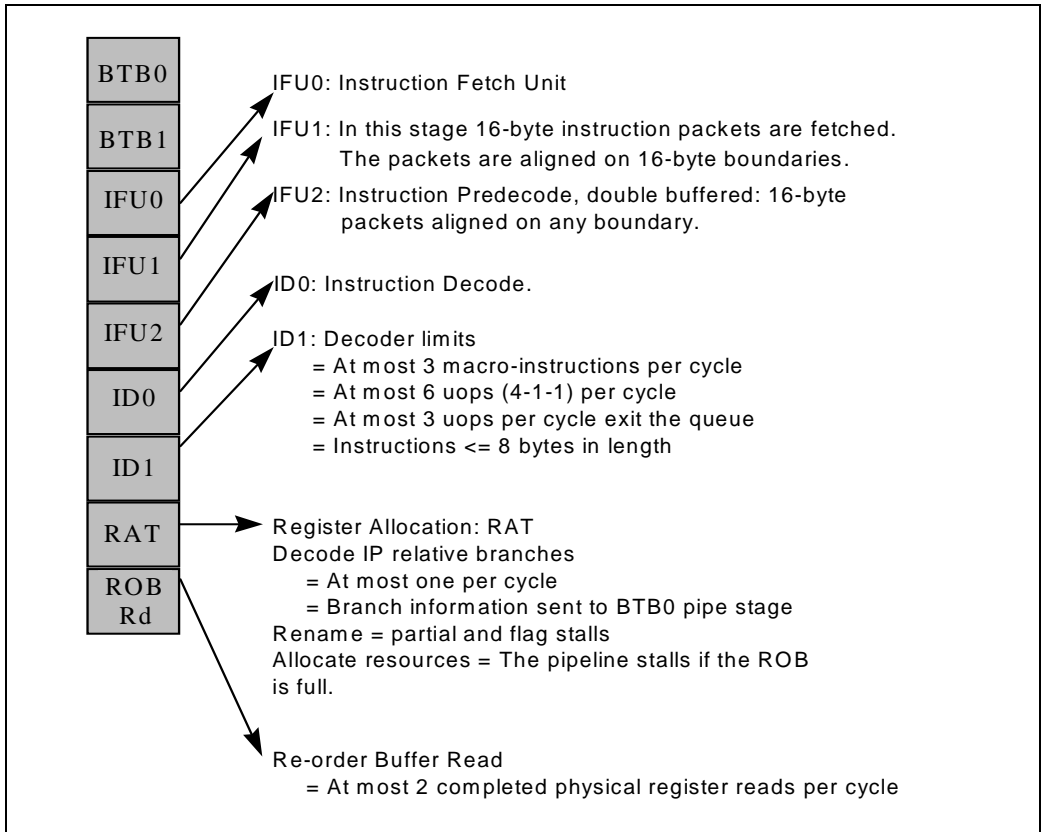 BTB0
BTB1
IFU0
IFU1
IFU2
ID0
ID1
RAT
ROB
Rd
IFU0: Instruction Fetch Unit
IFU1: In this stage 16-byte instruction packets are fetched.
The packets are aligned on 16-byte boundaries.
IFU2: Instruction Predecode, double buffered: 16-byte
packets aligned on any boundary.
ID0: Instruction Decode.
ID1: Decoder limits
= At most 3 macro-instructions per cycle
= At most 6 uops (4-1-1) per cycle
= At most 3 uops per cycle exit the queue
= Instructions <= 8 bytes in length
Register Allocation: RAT
Decode IP relative branches
= At most one per cycle
= Branch information sent to BTB0 pipe stage
Rename = partial and flag stalls
Allocate resources = The pipeline stalls if the ROB
is full.
Re-order Buffer Read
= At most 2 completed physical register reads per cycle